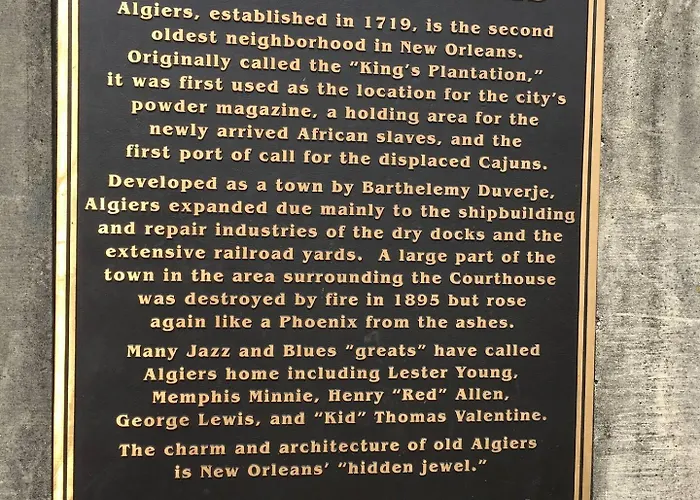 Algiers, established in 1719, is the second
oldest neighborhood in New Orleans.
Originally called the "King's Plantation,"
it was first used as the location for the city's
powder magazine, a holding area for the
newly arrived African slaves, and the
first port of call for the displaced Cajuns.
Developed as a town by Barthelemy Duverje,
Algiers expanded due mainly to the shipbuilding
and repair industries of the dry docks and the
extensive railroad yards. A large part of the
town in the area surrounding the Courthouse
was destroyed by fire in 1895 but rose
again like a Phoenix from the ashes.
Many Jazz and Blues "greats" have called
Algiers home including Lester Young,
Memphis Minnie, Henry "Red" Allen,
George Lewis, and "Kid" Thomas Valentine.
The charm and architecture of old Algiers
is New Orleans' "hidden jewel."